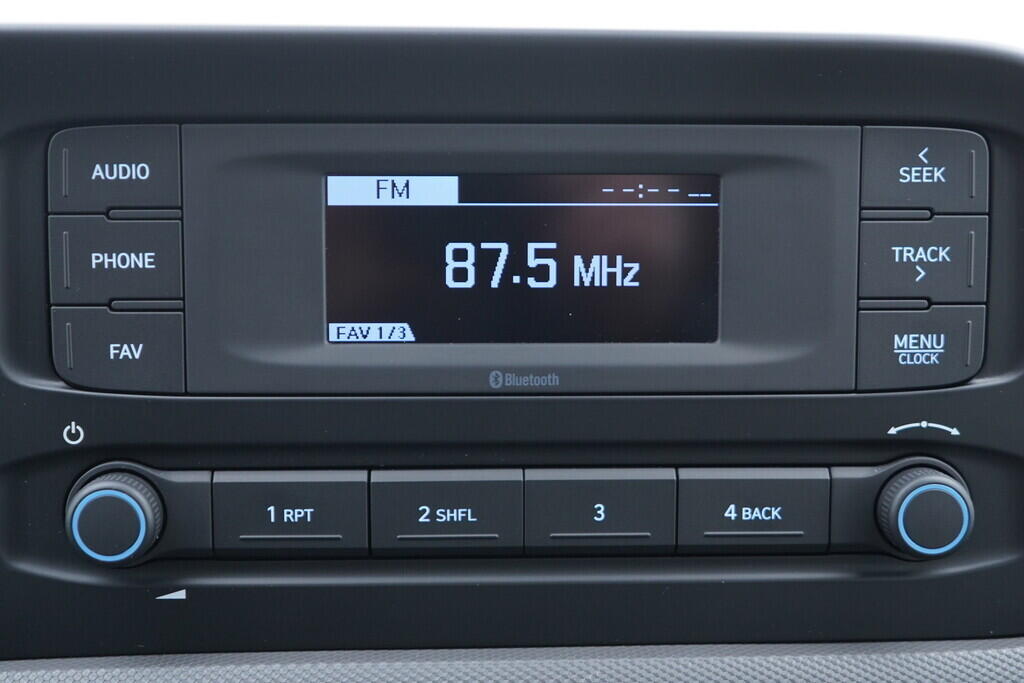 AUDIO
PHONE
FAV
FM --:-- __
87.5 MHz
FAV 1/3
Bluetooth
SEEK
TRACK
MENU
CLOCK
1 RPT
2 SHFL
3
4 BACK